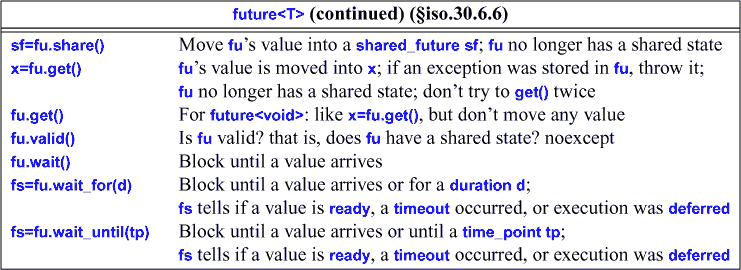 future<T> (continued) (§iso.30.6.6)
sf=fu.share() Move fu’s value into a shared_future sf; fu no longer has a shared state
x=fu.get() fu’s value is moved into x; if an exception was stored in fu, throw it;
fu no longer has a shared state; don’t try to get() twice
fu.get() For future<void>: like x=fu.get(), but don’t move any value
fu.valid() Is fu valid? that is, does fu have a shared state? noexcept
fu.wait() Block until a value arrives
fs=fu.wait_for(d) Block until a value arrives or for a duration d;
fs tells if a value is ready, a timeout occurred, or execution was deferred
fs=fu.wait_until(tp) Block until a value arrives or until a time_point tp;
fs tells if a value is ready, a timeout occurred, or execution was deferred